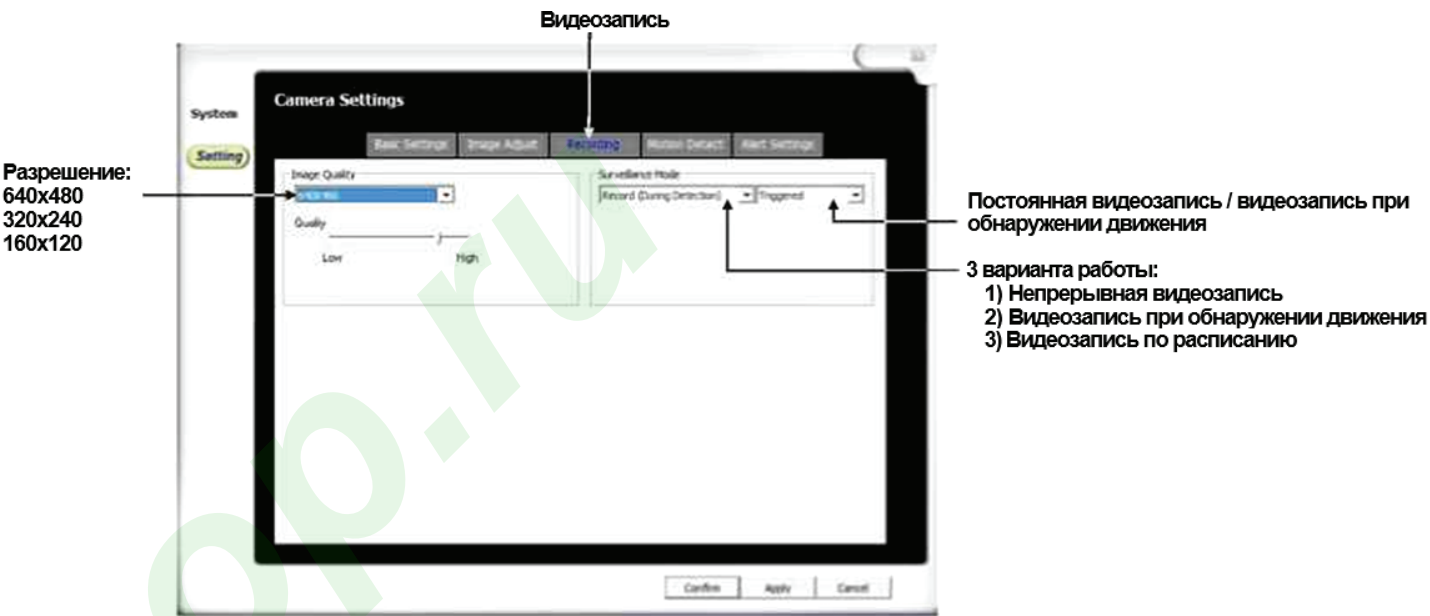 Видеозапись
System
Camera Settings
Basic Settings Image Adjust Recording Motion Detect Alert Settings
Setting
Разрешение:
640x480
320x240
160x120
Image Quality
Surveillance Mode
640x480
Record (During Detection) Triggered
Quality
Low High
Постоянная видеозапись / видеозапись при
обнаружении движения
3 варианта работы:
1) Непрерывная видеозапись
2) Видеозапись при обнаружении движения
3) Видеозапись по расписанию
Confirm Apply Cancel
op.ru